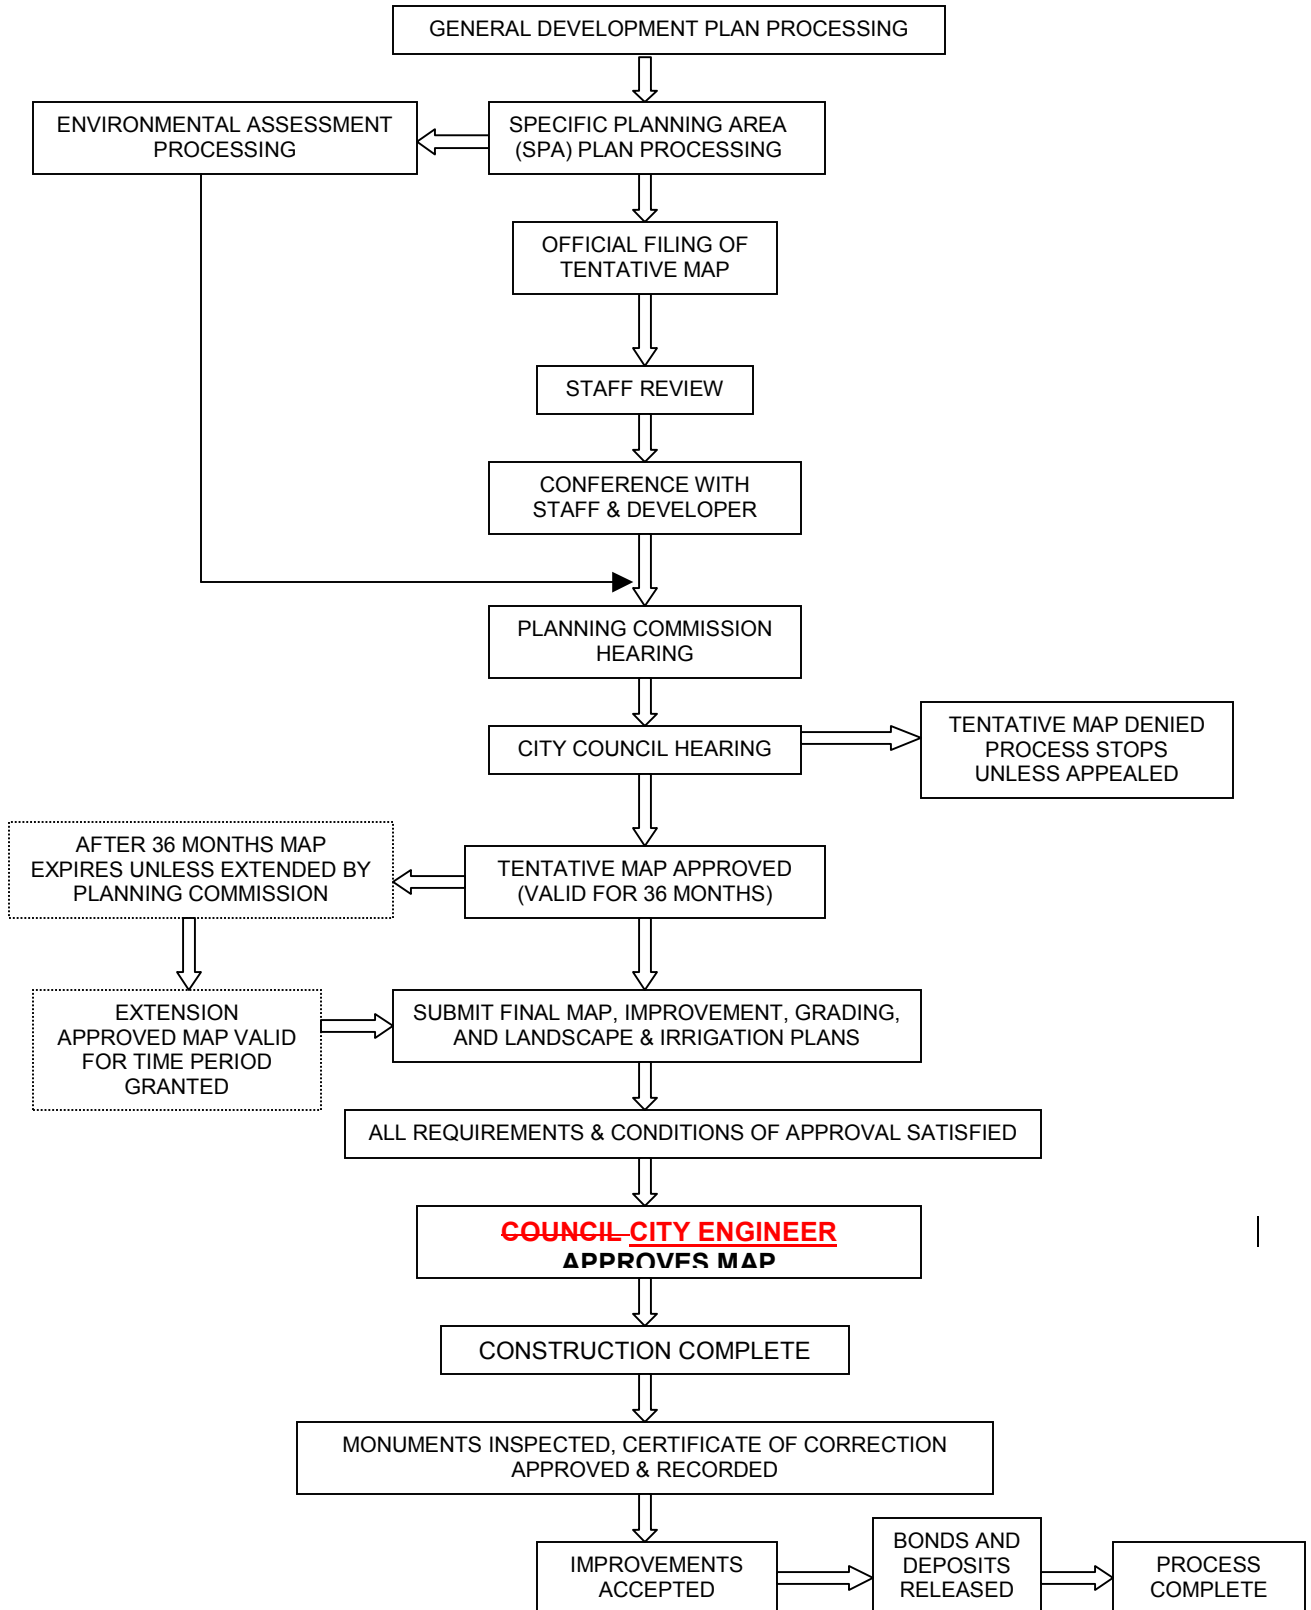 GENERAL DEVELOPMENT PLAN PROCESSING
ENVIRONMENTAL ASSESSMENT
PROCESSING
SPECIFIC PLANNING AREA
(SPA) PLAN PROCESSING
OFFICIAL FILING OF
TENTATIVE MAP
STAFF REVIEW
CONFERENCE WITH
STAFF & DEVELOPER
PLANNING COMMISSION
HEARING
CITY COUNCIL HEARING
TENTATIVE MAP DENIED
PROCESS STOPS
UNLESS APPEALED
AFTER 36 MONTHS MAP
EXPIRES UNLESS EXTENDED BY
PLANNING COMMISSION
TENTATIVE MAP APPROVED
(VALID FOR 36 MONTHS)
EXTENSION
APPROVED MAP VALID
FOR TIME PERIOD
GRANTED
SUBMIT FINAL MAP, IMPROVEMENT, GRADING,
AND LANDSCAPE & IRRIGATION PLANS
ALL REQUIREMENTS & CONDITIONS OF APPROVAL SATISFIED
COUNCIL CITY ENGINEER
APPROVES MAP
CONSTRUCTION COMPLETE
MONUMENTS INSPECTED, CERTIFICATE OF CORRECTION
APPROVED & RECORDED
IMPROVEMENTS
ACCEPTED
BONDS AND
DEPOSITS
RELEASED
PROCESS
COMPLETE